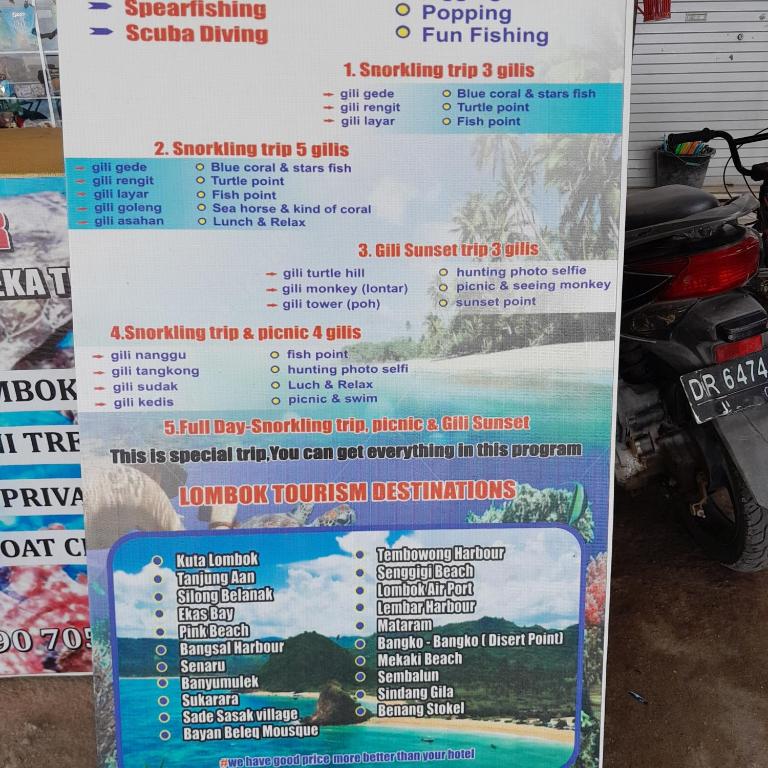 Spearfishing
Scuba Diving
Popping
Fun Fishing
1. Snorkling trip 3 gilis
gili gede
gili rengit
gili layar
Blue coral & stars fish
Turtle point
Fish point
2. Snorkling trip 5 gilis
gili gede
gili rengit
gili layar
gili goleng
gili asahan
Blue coral & stars fish
Turtle point
Fish point
Sea horse & kind of coral
Lunch & Relax
3. Gili Sunset trip 3 gilis
gili turtle hill
gili monkey (lontar)
gili tower (poh)
hunting photo selfie
picnic & seeing monkey
sunset point
4.Snorkling trip & picnic 4 gilis
gili nanggu
gili tangkong
gili sudak
gili kedis
fish point
hunting photo selfi
Luch & Relax
picnic & swim
5.Full Day-Snorkling trip, picnic & Gili Sunset
This is special trip,You can get everything in this program
LOMBOK TOURISM DESTINATIONS
Kuta Lombok
Tanjung Aan
Silong Belanak
Ekas Bay
Pink Beach
Bangsal Harbour
Senaru
Banyumulek
Sukarara
Sade Sasak village
Bayan Beleq Mousque
Tembowong Harbour
Senggigi Beach
Lombok Air Port
Lembar Harbour
Mataram
Bangko - Bangko ( Disert Point)
Mekaki Beach
Sembalun
Sindang Gila
Benang Stokel
#we have good price more better than your hotel
DR 6474